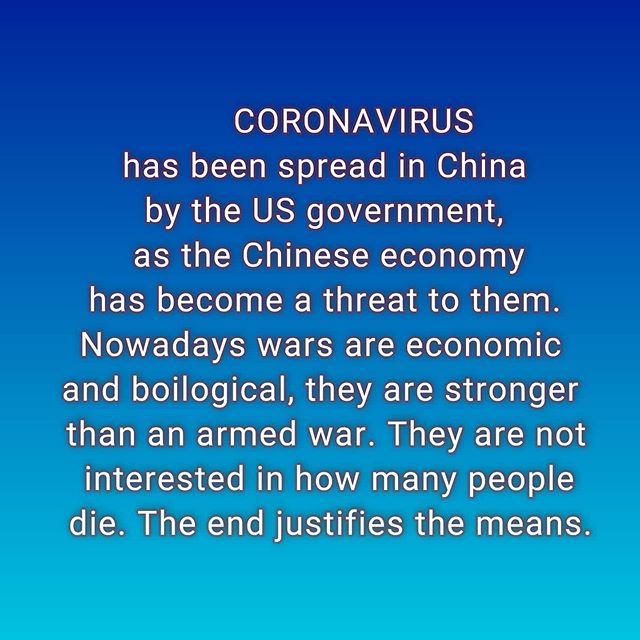 CORONAVIRUS
has been spread in China
by the US government,
as the Chinese economy
has become a threat to them.
Nowadays wars are economic
and boilogical, they are stronger
than an armed war. They are not
interested in how many people
die. The end justifies the means.